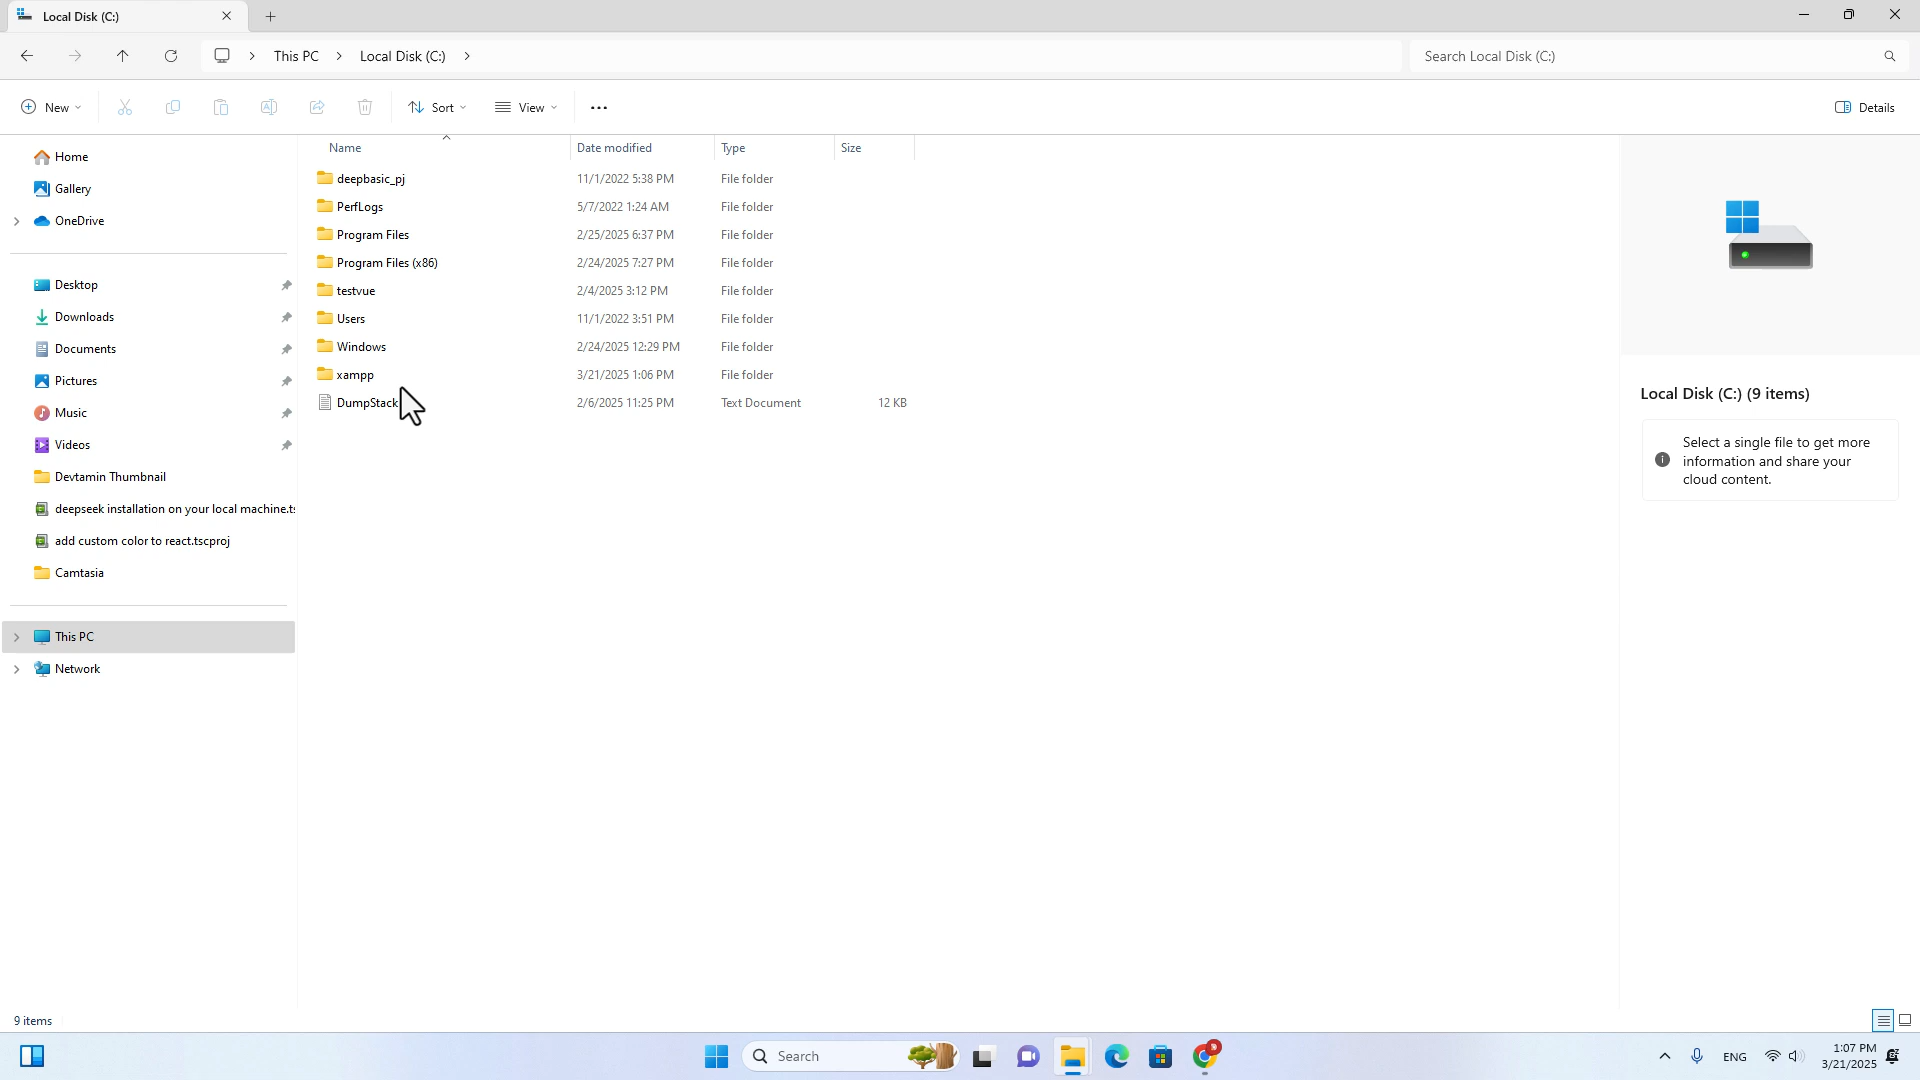 Local Disk (C:)
This PC
Local Disk (C:)
Search Local Disk (C:)
New
Sort
View
Details
Name
Date modified
Type
Size
Home
Gallery
OneDrive
Desktop
Downloads
Documents
Pictures
Music
Videos
Devtamin Thumbnail
deepseek installation on your local machine.ts
add custom color to react.tscproj
Camtasia
This PC
Network
deepbasic_pj 11/1/2022 5:38 PM File folder
PerfLogs 5/7/2022 1:24 AM File folder
Program Files 2/25/2025 6:37 PM File folder
Program Files (x86) 2/24/2025 7:27 PM File folder
testvue 2/4/2025 3:12 PM File folder
Users 11/1/2022 3:51 PM File folder
Windows 2/24/2025 12:29 PM File folder
xampp 3/21/2025 1:06 PM File folder
DumpStack 2/6/2025 11:25 PM Text Document 12 KB
Local Disk (C:) (9 items)
Select a single file to get more
information and share your
cloud content.
9 items
Search
ENG
1:07 PM
3/21/2025